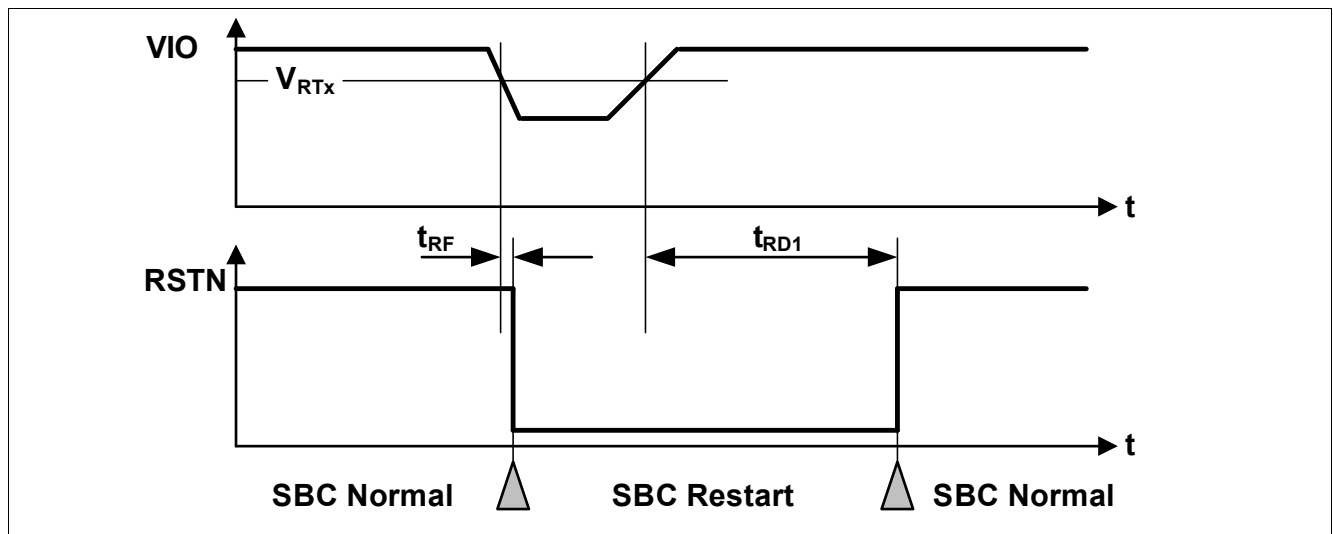 VIO
VRTx
t
tRF
tRD1
RSTN
t
SBC Normal
SBC Restart
SBC Normal